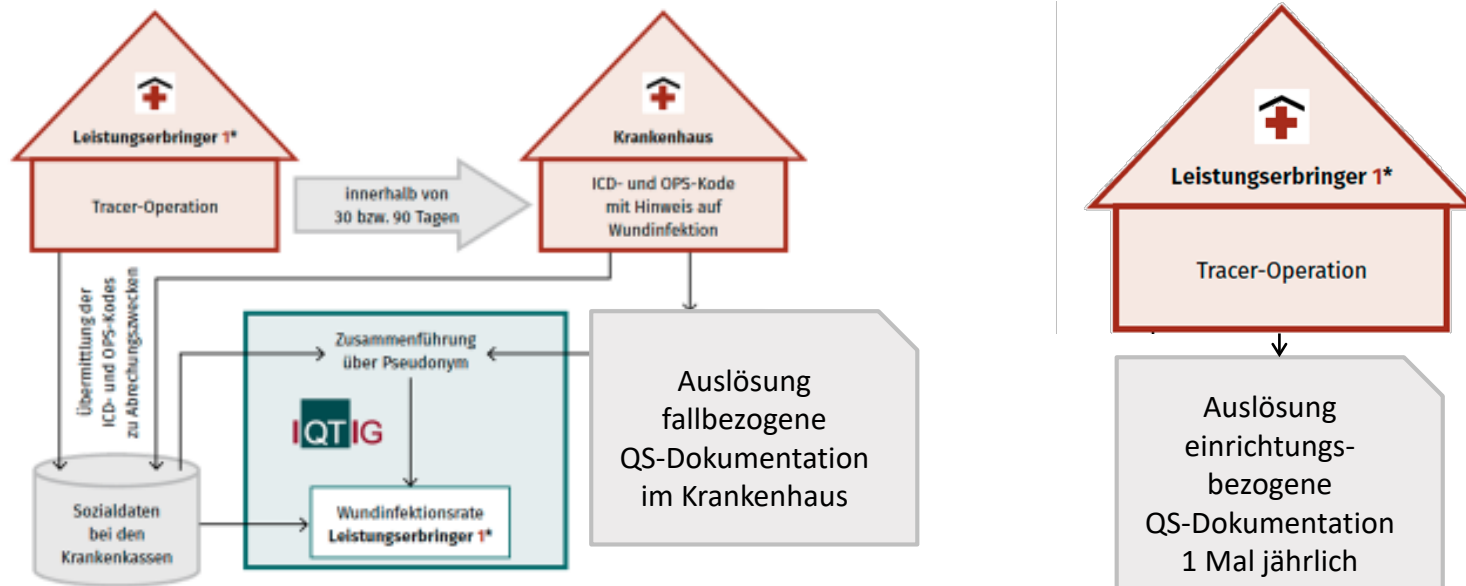 Leistungserbringer 1*
Tracer-Operation
innerhalb von
30 bzw. 90 Tagen
Krankenhaus
ICD- und OPS-Kode
mit Hinweis auf
Wundinfektion
Übermittlung der
ICD- und OPS-Kodes
zu Abrechungszwecken
Sozialdaten
bei den
Krankenkassen
Zusammenführung
über Pseudonym
IQTIG
Wundinfektionsrate
Leistungserbringer 1*
Auslösung
fallbezogene
QS-Dokumentation
im Krankenhaus
Leistungserbringer 1*
Tracer-Operation
Auslösung
einrichtungs-
bezogene
QS-Dokumentation
1 Mal jährlich